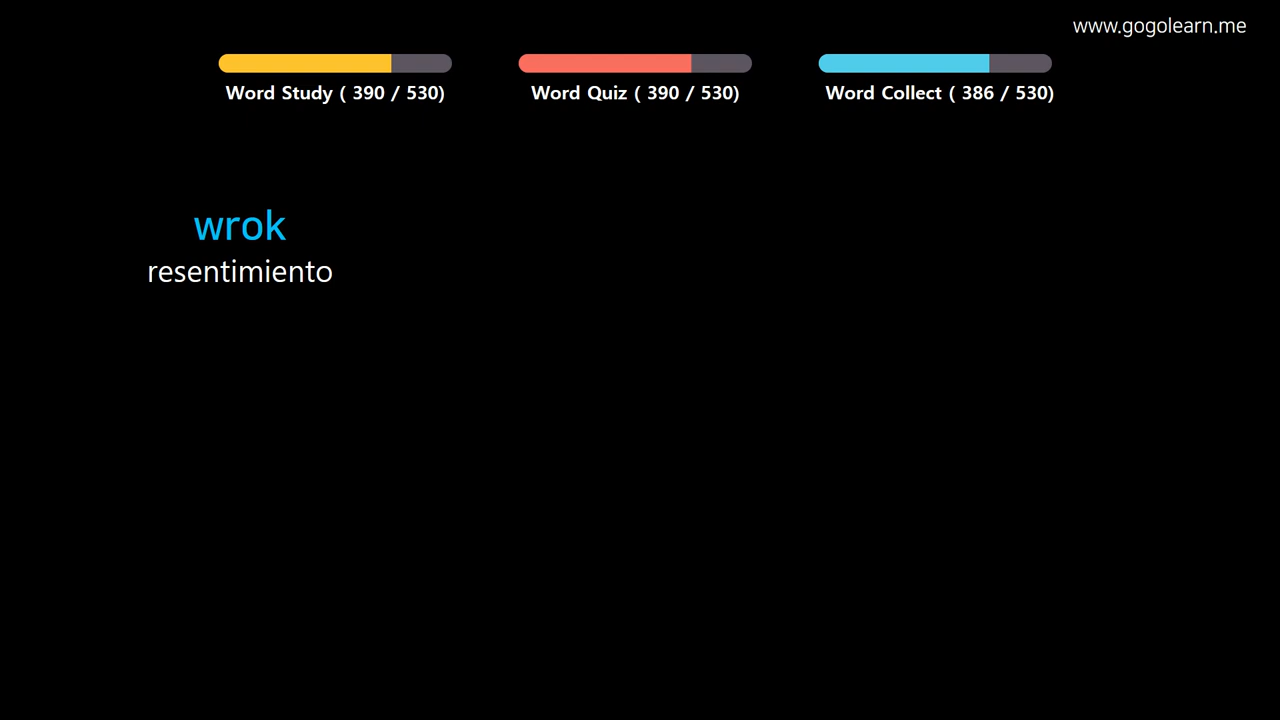 www.gogolearn.me
Word Study ( 390 / 530)
Word Quiz ( 390 / 530)
Word Collect ( 386 / 530)
wrok
resentimiento